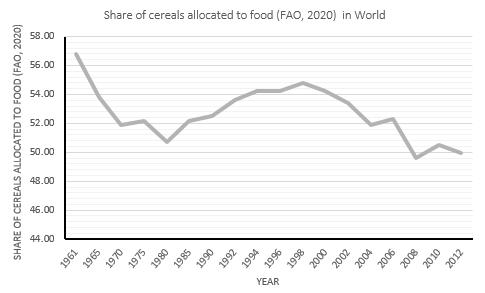 Share of cereals allocated to food (FAO, 2020) in World
SHARE OF CEREALS ALLOCATED TO FOOD (FAO, 2020)
58.00
56.00
54.00
52.00
50.00
48.00
46.00
44.00
1961 1965 1970 1975 1980 1985 1990 1992 1994 1996 1998 2000 2002 2004 2006 2008 2010 2012
YEAR